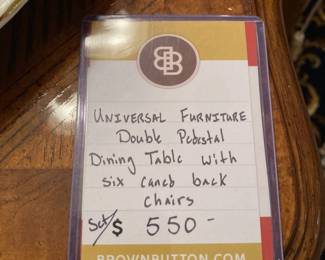 BB
UNIVERSAL FURNITURE
Double Pedestal
Dining Table with
six caned back
chairs
Set/$ 550-
BROWNBUTTON.COM